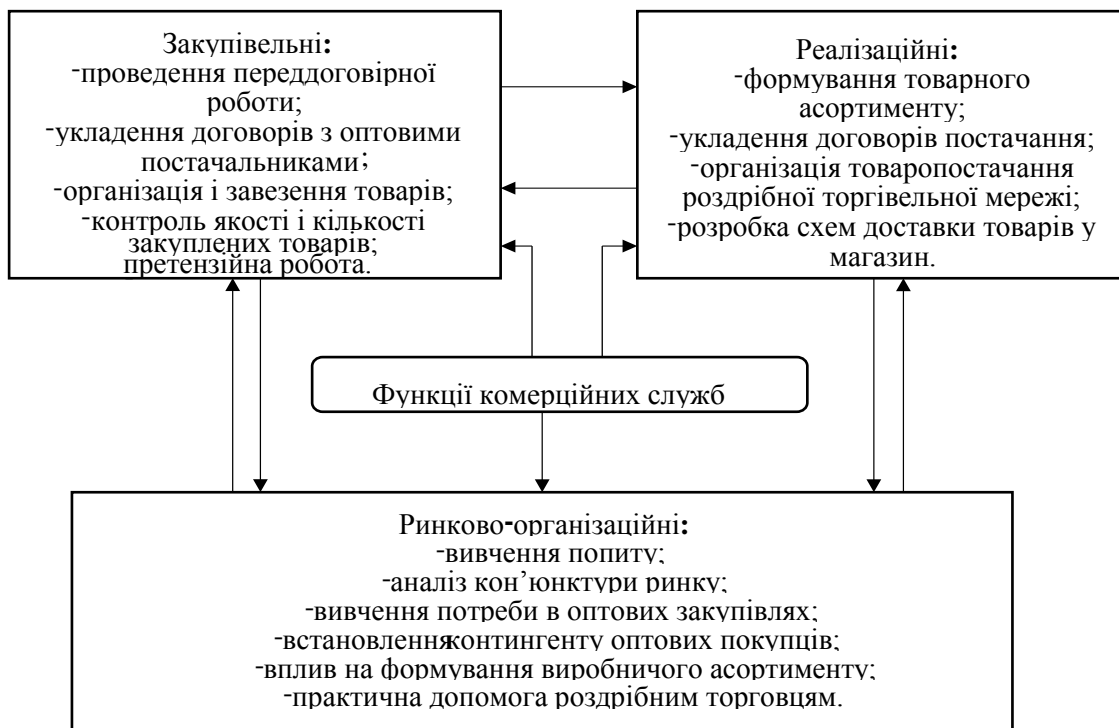 Закупівельні:
-проведення переддоговірної
роботи;
-укладення договорів з оптовими
постачальниками;
-організація і завезення товарів;
-контроль якості і кількості
закуплених товарів;
претензійна робота.
Реалізаційні:
-формування товарного
асортименту;
-укладення договорів постачання;
-організація товаропостачання
роздрібної торгівельної мережі;
-розробка схем доставки товарів у
магазин.
Функції комерційних служб
Ринково-організаційні:
-вивчення попиту;
-аналіз кон’юнктури ринку;
-вивчення потреби в оптових закупівлях;
-встановлення контингенту оптових покупців;
-вплив на формування виробничого асортименту;
-практична допомога роздрібним торговцям.